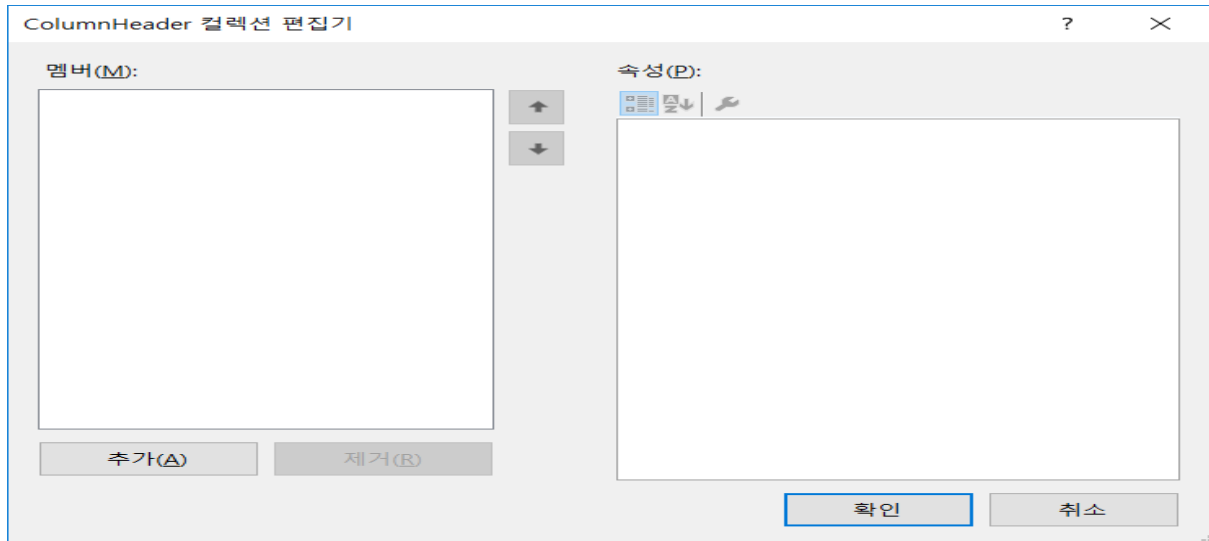 ColumnHeader 컬렉션 편집기
멤버(M):
속성(P):
추가(A)
제거(R)
확인
취소